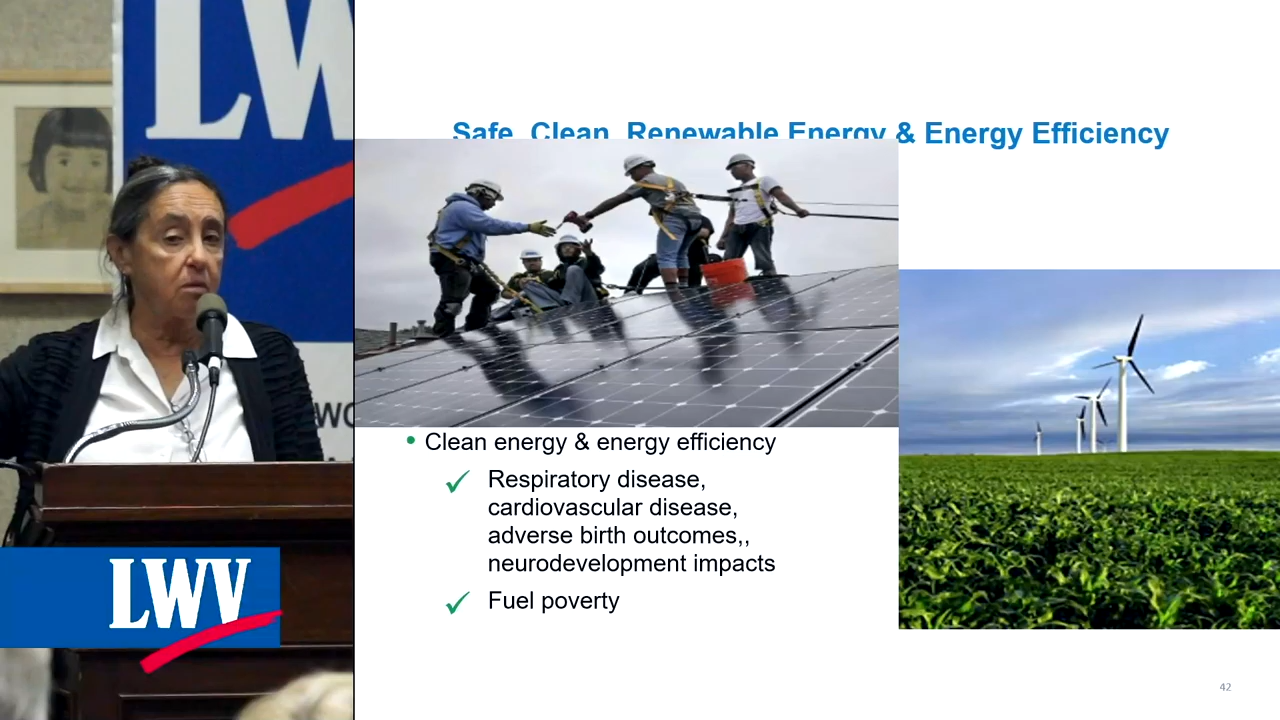 LW
WO
LWV
Safe, Clean, Renewable Energy & Energy Efficiency
• Clean energy & energy efficiency
✓ Respiratory disease,
cardiovascular disease,
adverse birth outcomes,,
neurodevelopment impacts
✓ Fuel poverty
42